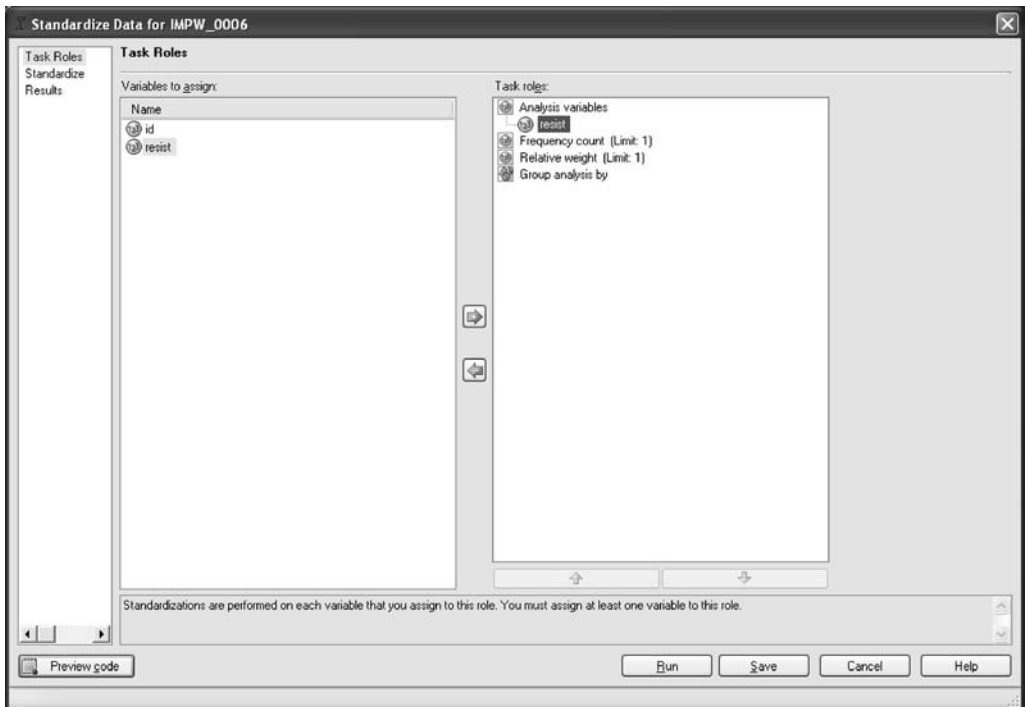 Standardize Data for IMPW_0006
Task Roles
Standardize
Results
Task Roles
Variables to assign:
Name
id
resist
Task roles:
Analysis variables
resist
Frequency count (Limit: 1)
Relative weight (Limit: 1)
Group analysis by
Standardizations are performed on each variable that you assign to this role. You must assign at least one variable to this role.
Preview code
Run
Save
Cancel
Help